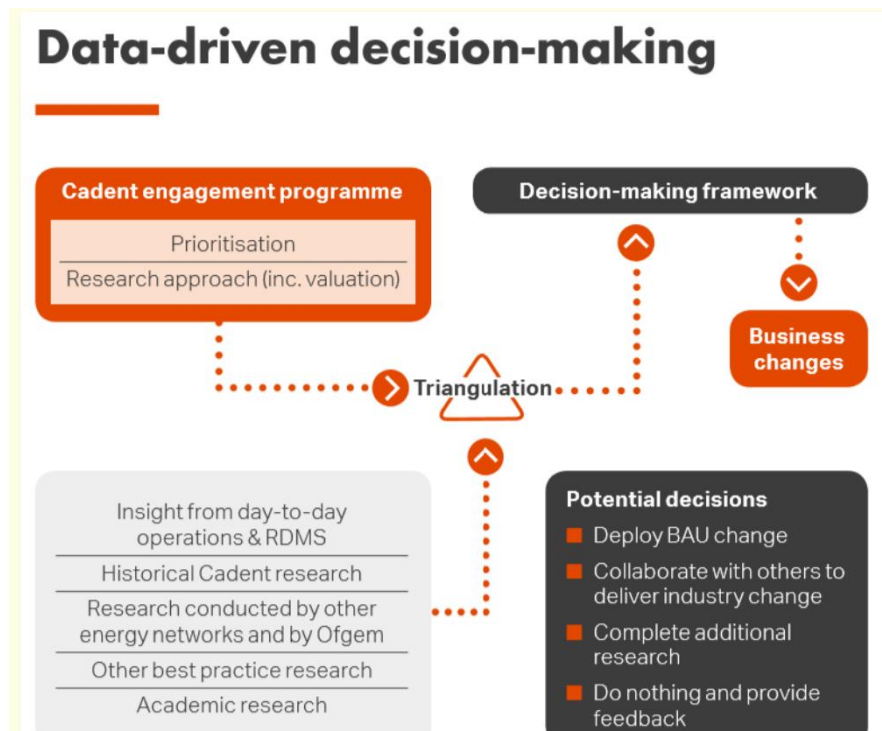 Data-driven decision-making
Cadent engagement programme
Prioritisation
Research approach (inc. valuation)
Decision-making framework
Business
changes
Triangulation
Insight from day-to-day
operations & RDMS
Historical Cadent research
Research conducted by other
energy networks and by Ofgem
Other best practice research
Academic research
Potential decisions
Deploy BAU change
Collaborate with others to
deliver industry change
Complete additional
research
Do nothing and provide
feedback